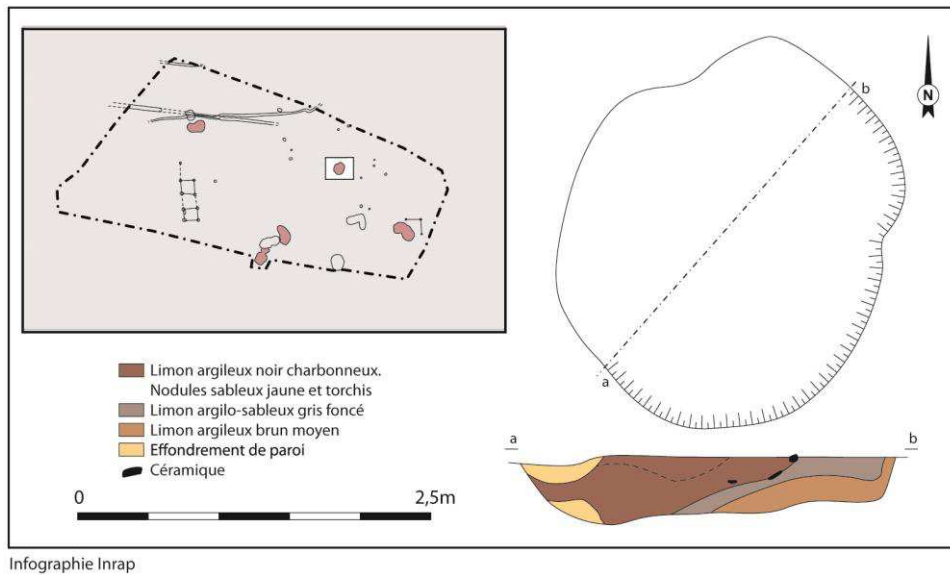 b
N
a
Limon argileux noir charbonneux.
Nodules sableux jaune et torchis
Limon argilo-sableux gris foncé
Limon argileux brun moyen
Effondrement de paroi
Céramique
a b
0 2,5m
Infographie Inrap